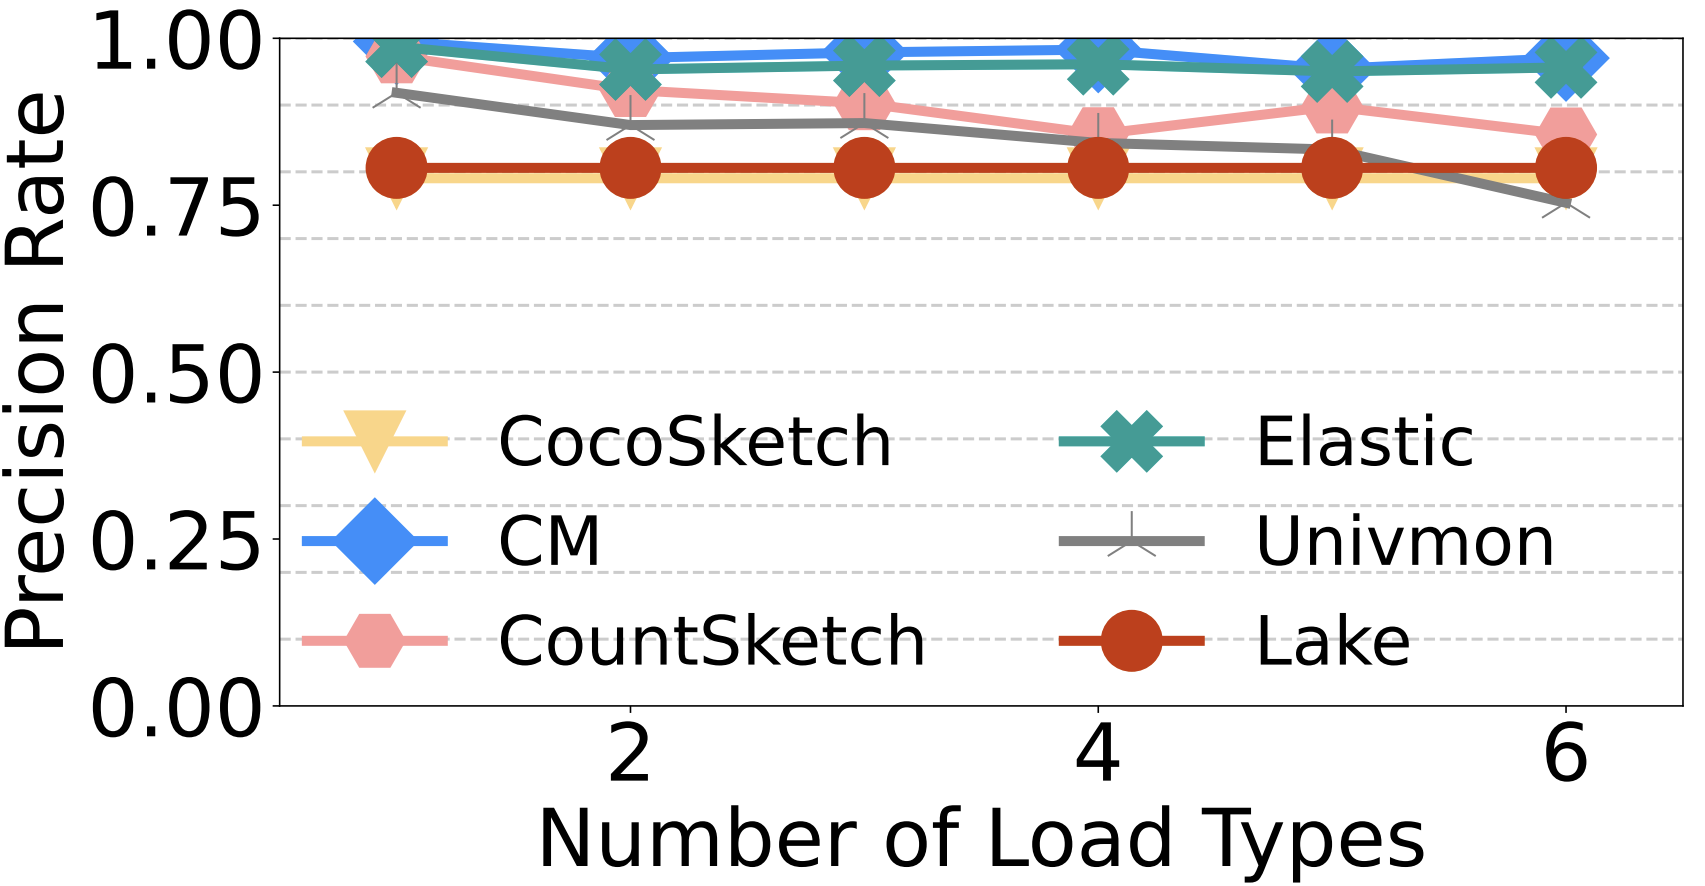 Precision Rate
1.00
0.75
0.50
0.25
0.00
CocoSketch
CM
CountSketch
Elastic
Univmon
Lake
2 4 6
Number of Load Types